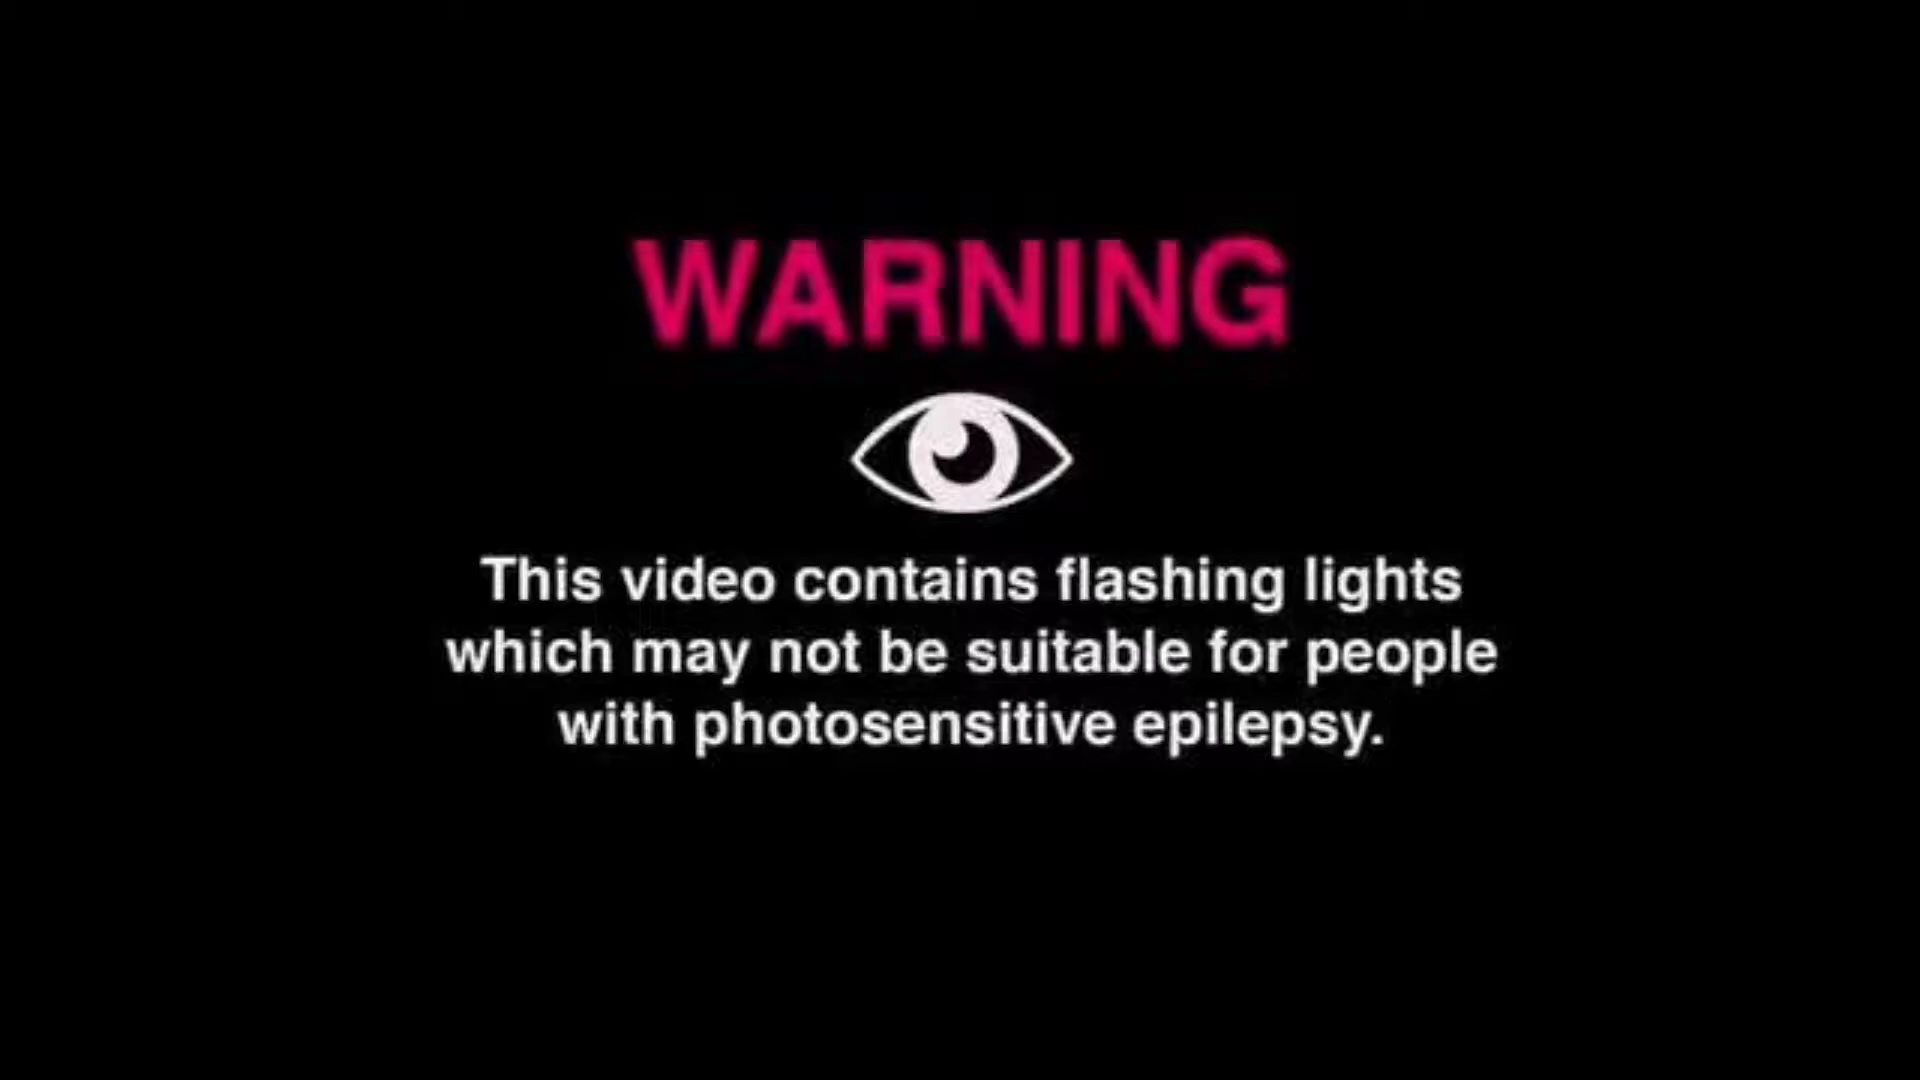 WARNING
This video contains flashing lights
which may not be suitable for people
with photosensitive epilepsy.